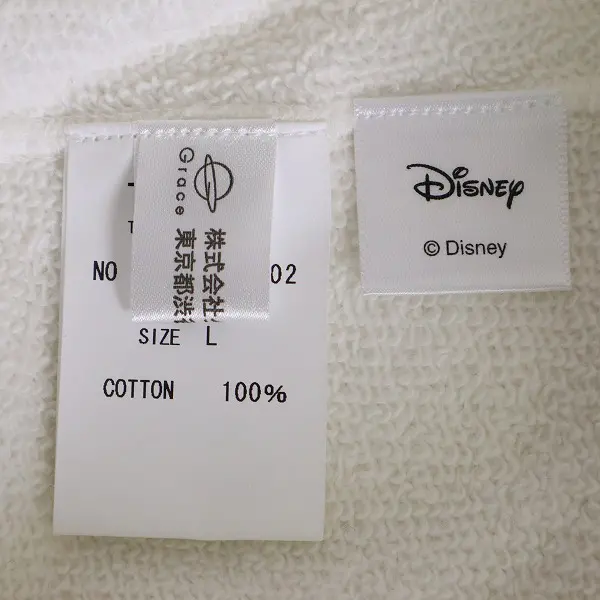 Grace
株式会社
東京都渋
NO 02
SIZE L
COTTON 100%
Disney
© Disney